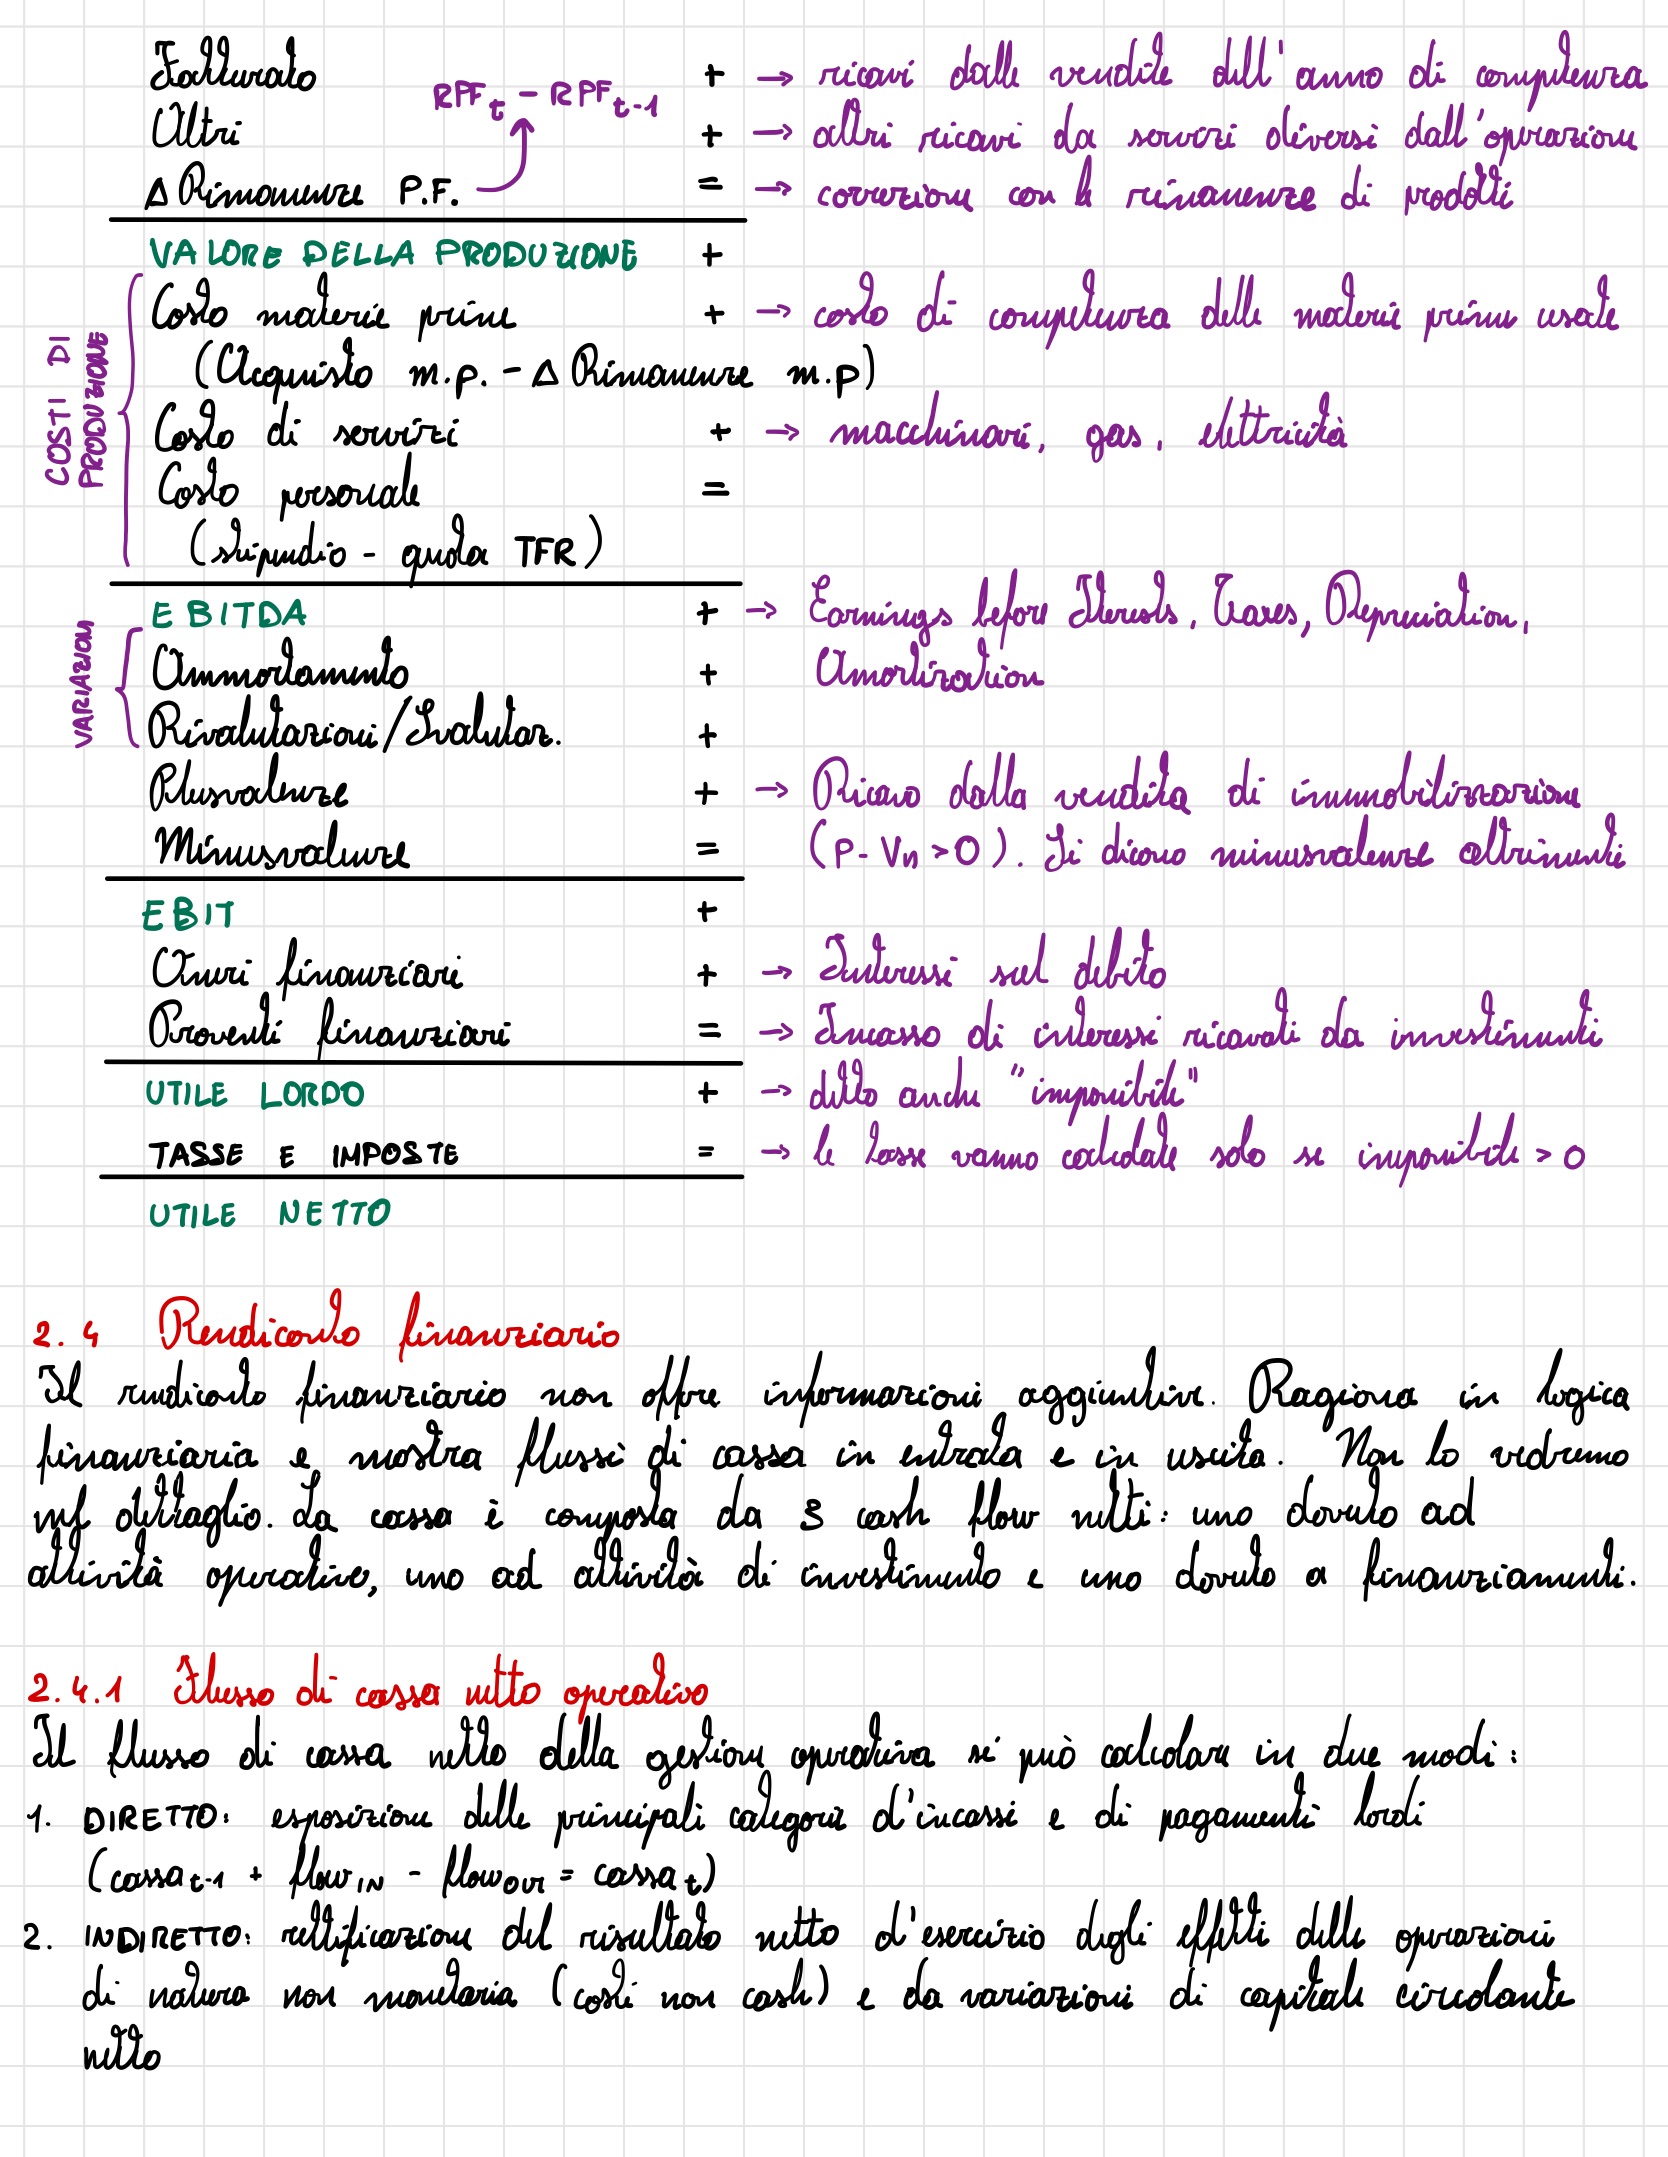 Fatturato + → ricavi dalle vendite dell'anno di competenza
RPF t - RPF t-1
Altri + → altri ricavi da servizi diversi dall'operazione
Δ Rimanenze P.F. = → correzione con le rimanenze di prodotti
VALORE DELLA PRODUZIONE +
COSTI DI PRODUZIONE
Costo materie prime + → costo di competenza delle materie prime usate
(Acquisto m.p. - Δ Rimanenze m.p)
Costo di servizi + → macchinari, gas, elettricità
Costo personale =
(stipendio - quota TFR)
EBITDA + → Earnings before Iterests, Taxes, Depreciation,
VARIAZIONI
Ammortamento + Amortization
Rivalutazioni/Svalutaz. +
Plusvalenze + → Ricavo dalla vendita di immobilizzazione
Minusvalenze = (P - Vn > 0). Si dicono minusvalenze altrimenti
EBIT +
Oneri finanziari + → Interessi sul debito
Proventi finanziari = → Incasso di interessi ricavati da investimenti
UTILE LORDO + → detto anche "imponibile"
TASSE E IMPOSTE = → le tasse vanno calcolate solo se imponibile > 0
UTILE NETTO
2.4 Rendiconto finanziario
Il rendiconto finanziario non offre informazioni aggiuntive. Ragiona in logica
finanziaria e mostra flussi di cassa in entrata e in uscita. Non lo vedremo
nel dettaglio. La cassa è composta da 3 cash flow netti: uno dovuto ad
attività operative, uno ad attività di investimento e uno dovuto a finanziamenti.
2.4.1 Flusso di cassa netto operativo
Il flusso di cassa netto della gestione operativa si può calcolare in due modi:
1. DIRETTO: esposizione delle principali categorie d'incassi e di pagamenti lordi
(cassa t-1 + flow IN - flow OUT = cassa t)
2. INDIRETTO: rettificazione del risultato netto d'esercizio degli effetti delle operazioni
di natura non monetaria (costi non cash) e da variazioni di capitale circolante
netto